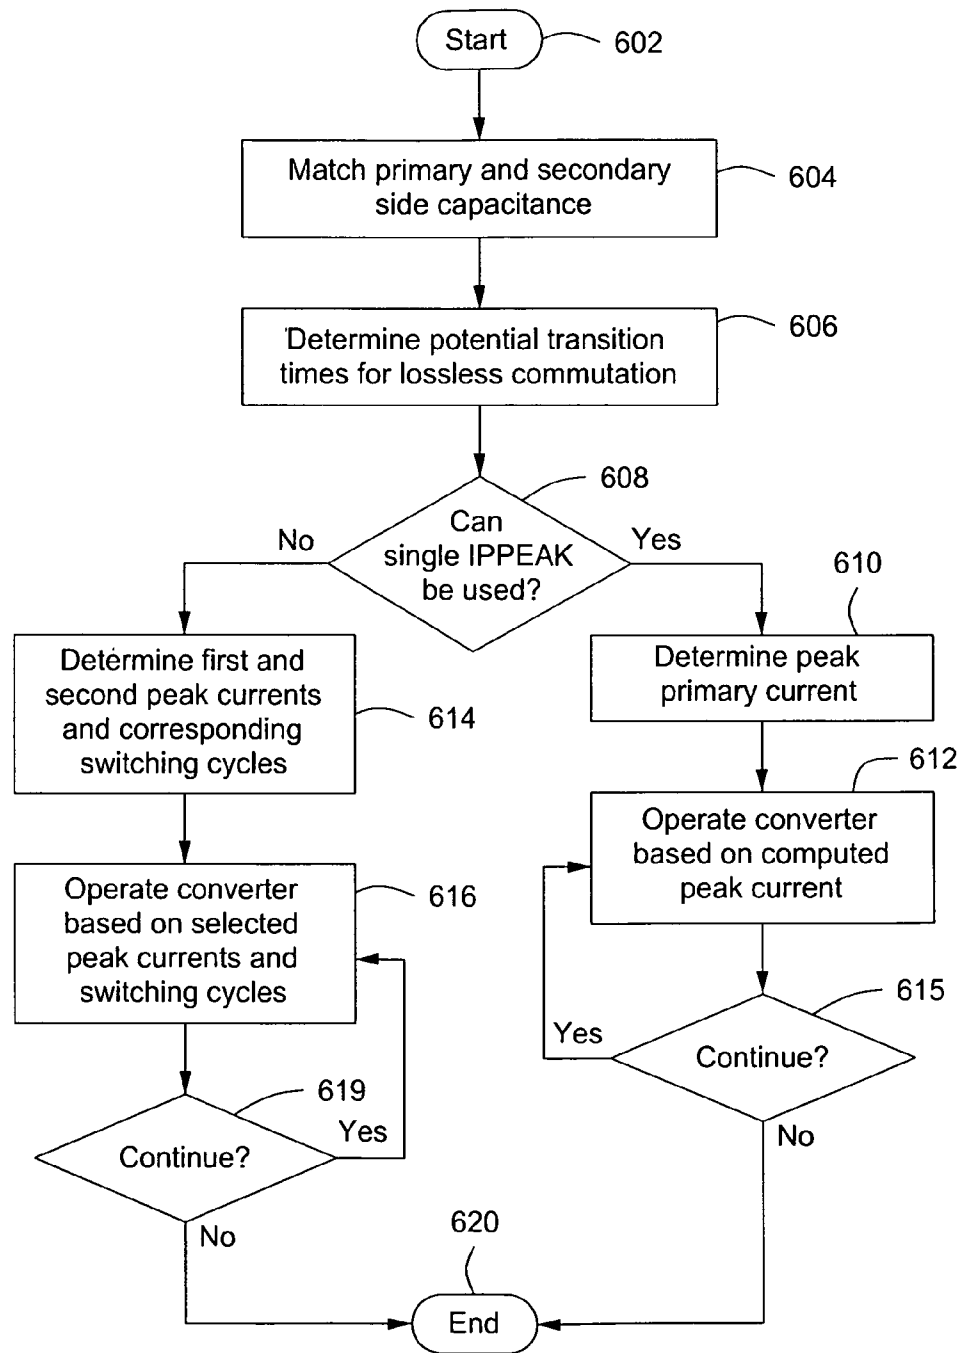 Start
602
Match primary and secondary
side capacitance
604
Determine potential transition
times for lossless commutation
606
608
Can
single IPPEAK
be used?
No
Yes
610
Determine peak
primary current
Determine first and
second peak currents
and corresponding
switching cycles
614
612
Operate converter
based on computed
peak current
Operate converter
based on selected
peak currents and
switching cycles
616
615
Continue?
Yes
No
619
Continue?
Yes
No
620
End